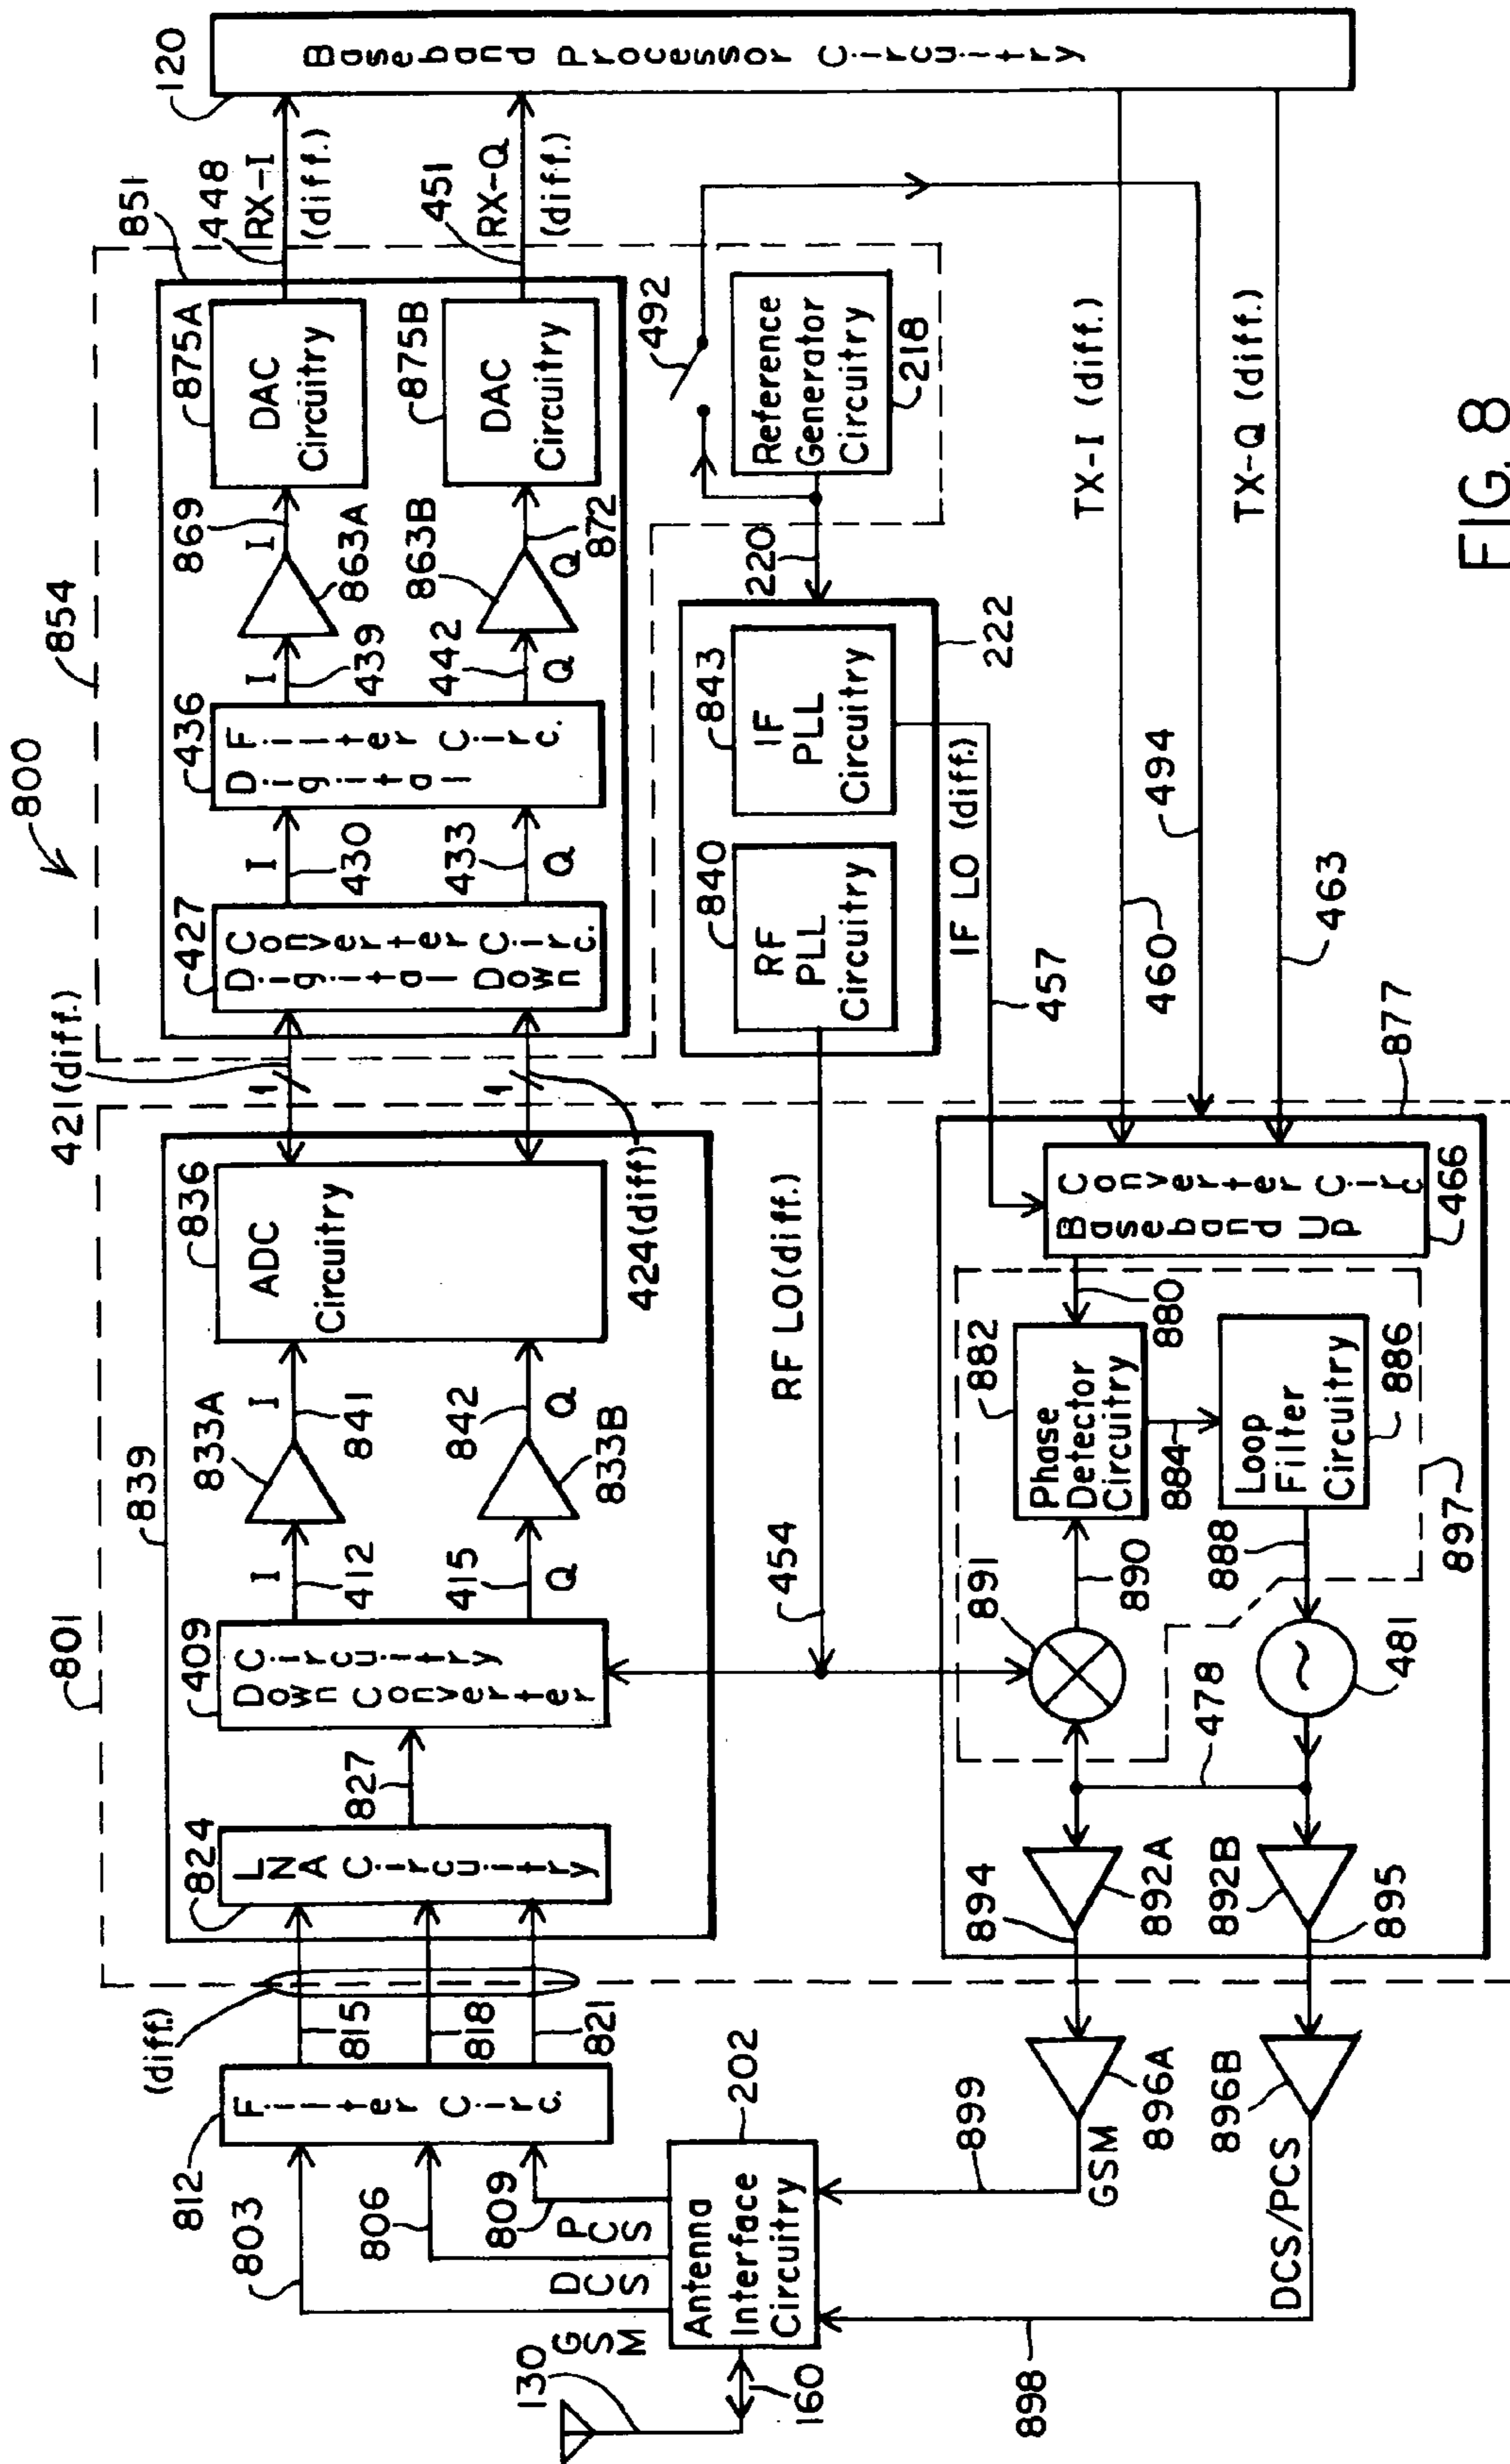 800
801
839
854
851
120
Baseband Processor Circuitry
448
RX-I
(diff.)
451
RX-Q
(diff.)
875A
DAC
Circuitry
875B
DAC
Circuitry
869
I
863A
863B
Q
872
I
439
442
Q
436
Digital
Filter Circ.
I
430
433
Q
427
Digital Down
Converter Circ.
421(diff.)
1
1
424(diff)
836
ADC
Circuitry
833A
I
841
842
Q
833B
I
412
415
Q
409
Down Converter
Circuitry
827
824
LNA Circuitry
(diff.)
815
818
821
812
Filter Circ.
803
806
809
GSM
DCS
PCS
202
Antenna
Interface
Circuitry
130
160
492
Reference
Generator
Circuitry
218
220
222
840
RF
PLL
Circuitry
843
IF
PLL
Circuitry
RF LO(diff.)
454
IF LO (diff.)
457
TX-I (diff.)
460
494
TX-Q (diff.)
463
877
Baseband Up
Converter Circ
466
880
882
Phase
Detector
Circuitry
884
Loop
Filter
Circuitry
886
888
890
891
897
481
478
892A
892B
894
895
896A
896B
899
GSM
DCS/PCS
898
FIG. 8